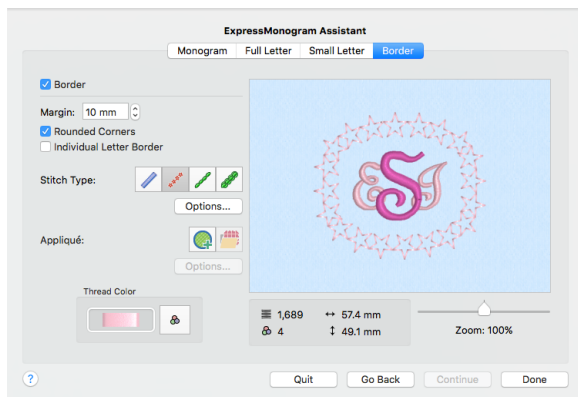 ExpressMonogram Assistant
Monogram Full Letter Small Letter Border
Border
Margin: 10 mm
Rounded Corners
Individual Letter Border
Stitch Type:
Options...
Appliqué:
Options...
Thread Color
ESJ
1,689 ↔ 57.4 mm
4 ↕ 49.1 mm
Zoom: 100%
? Quit Go Back Continue Done